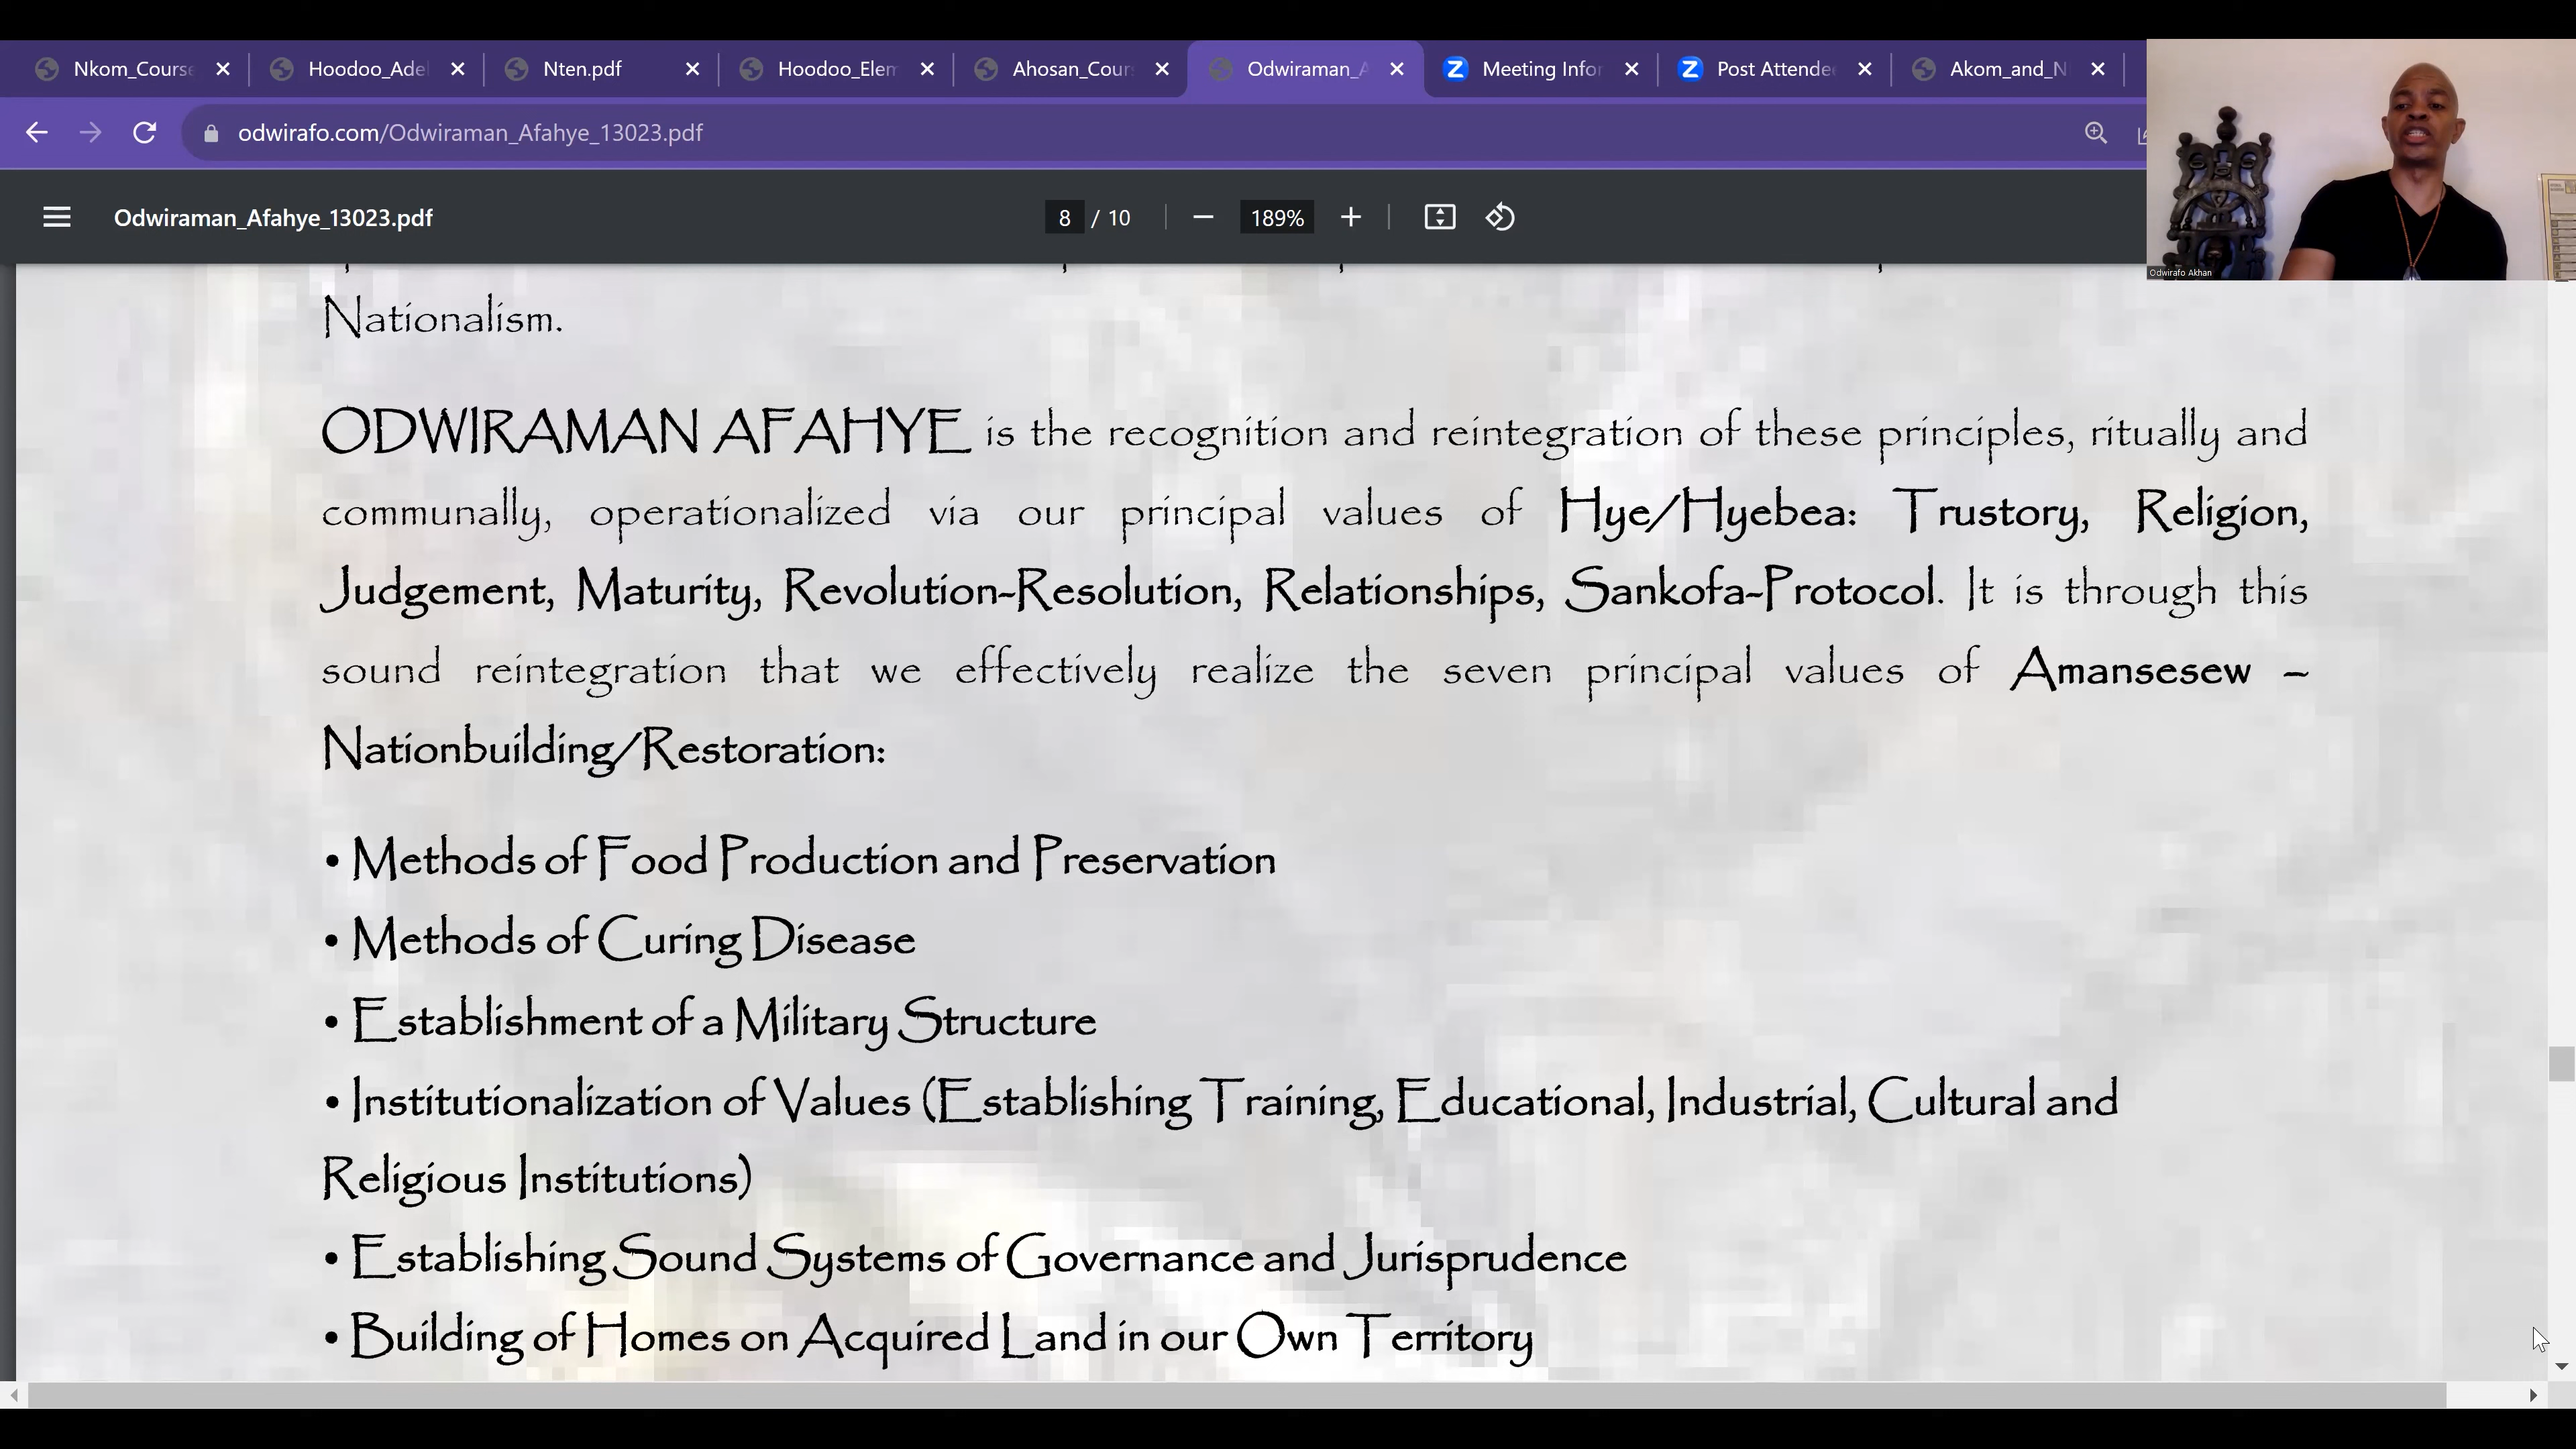 Nkom_Course
Hoodoo_Ade
Nten.pdf
Hoodoo_Elem
Ahosan_Cour
Odwiraman_A
Meeting Infor
Post Attende
Akom_and_N
odwirafo.com/Odwiraman_Afahye_13023.pdf
Odwiraman_Afahye_13023.pdf
8 / 10
189%
Odwirafo Akhan
Nationalism.
ODWIRAMAN AFAHYE is the recognition and reintegration of these principles, ritually and
communally, operationalized via our principal values of Hye/Hyebea: Trustory, Religion,
Judgement, Maturity, Revolution-Resolution, Relationships, Sankofa-Protocol. It is through this
sound reintegration that we effectively realize the seven principal values of Amansesew –
Nationbuilding/Restoration:
• Methods of Food Production and Preservation
• Methods of Curing Disease
• Establishment of a Military Structure
• Institutionalization of Values (Establishing Training, Educational, Industrial, Cultural and
Religious Institutions)
• Establishing Sound Systems of Governance and Jurisprudence
• Building of Homes on Acquired Land in our Own Territory